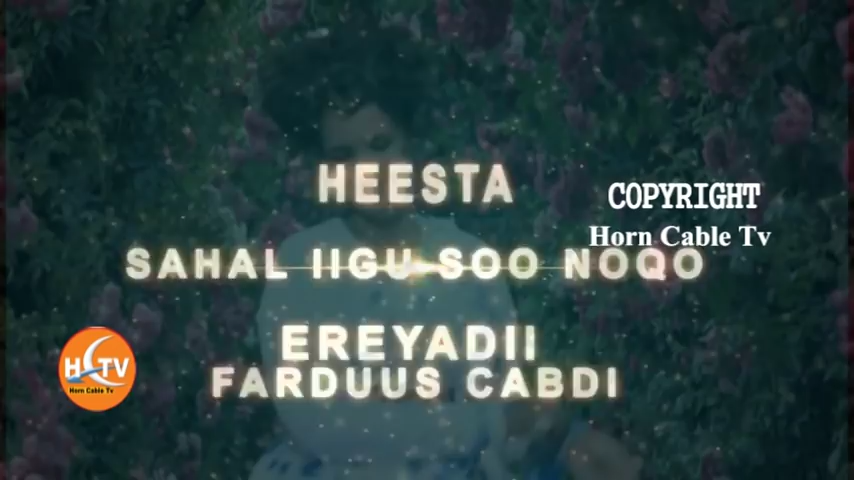 HEESTA
COPYRIGHT
Horn Cable Tv
SAHAL IIGU SOO NOQO
EREYADII
FARDUUS CABDI
HCTV
Horn Cable Tv